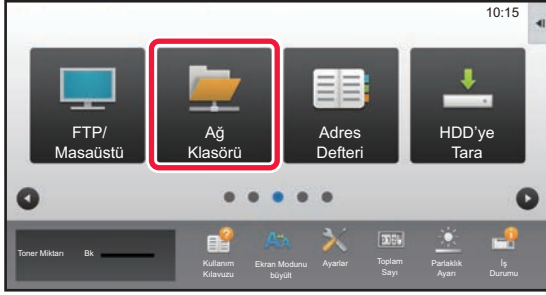 10:15
FTP/
Masaüstü
Ağ
Klasörü
Adres
Defteri
HDD'ye
Tara
Toner Miktarı Bk
Kullanım
Kılavuzu
Ekran Modunu
büyült
Ayarlar
Toplam
Sayı
Parlaklık
Ayarı
İş
Durumu